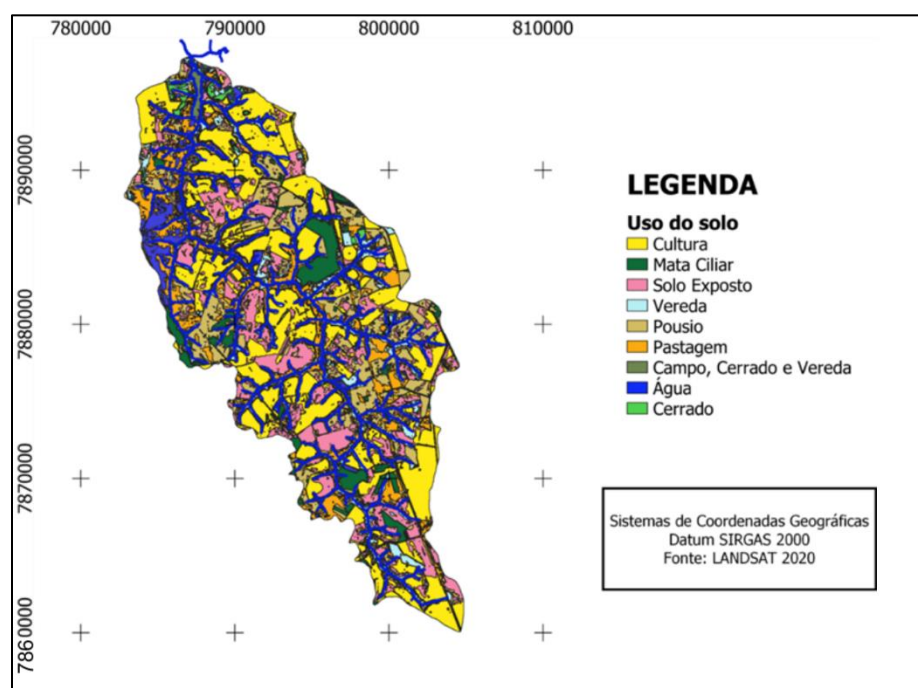 780000 790000 800000 810000
7890000
7880000
7870000
7860000
LEGENDA
Uso do solo
Cultura
Mata Ciliar
Solo Exposto
Vereda
Pousio
Pastagem
Campo, Cerrado e Vereda
Água
Cerrado
Sistemas de Coordenadas Geográficas
Datum SIRGAS 2000
Fonte: LANDSAT 2020